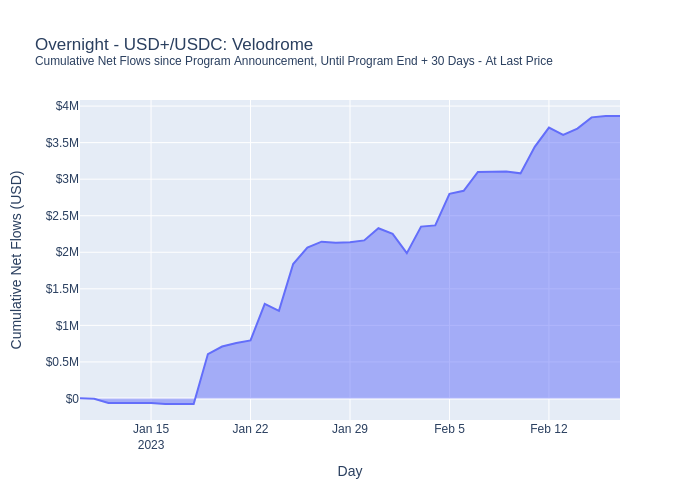 Overnight - USD+/USDC: Velodrome
Cumulative Net Flows since Program Announcement, Until Program End + 30 Days - At Last Price
Cumulative Net Flows (USD)
$4M
$3.5M
$3M
$2.5M
$2M
$1.5M
$1M
$0.5M
$0
Jan 15 Jan 22 Jan 29 Feb 5 Feb 12
2023
Day